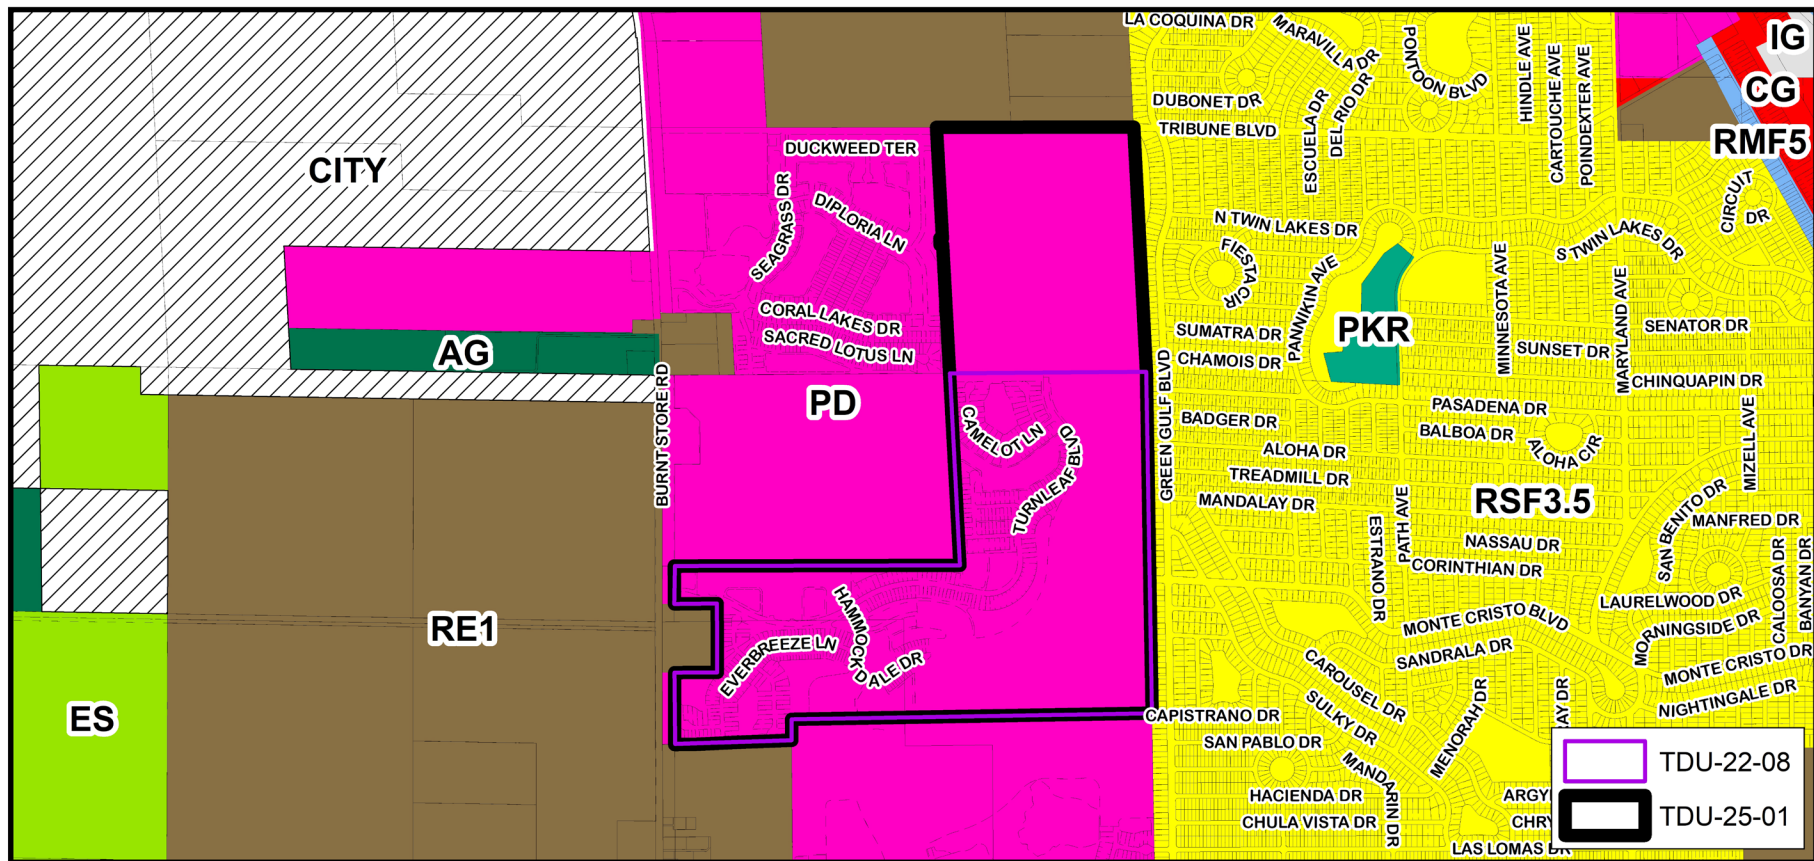 LA COQUINA DR
MARAVILLA DR
PONTOON BLVD
HINDLE AVE
CARTOUCHE AVE
POINDEXTER AVE
IG
CG
RMF5
DUBONET DR
TRIBUNE BLVD
ESCUELA DR
DEL RIO DR
CITY
DUCKWEED TER
SEAGRASS DR
DIPLORIA LN
N TWIN LAKES DR
S TWIN LAKES DR
CIRCUIT DR
FIESTA CIR
PANNIKIN AVE
MINNESOTA AVE
MARYLAND AVE
CORAL LAKES DR
SACRED LOTUS LN
SUMATRA DR
CHAMOIS DR
PKR
SENATOR DR
SUNSET DR
CHINQUAPIN DR
AG
PD
BURNT STORE RD
GREEN GULF BLVD
CAMELOT LN
TURNLEAF BLVD
BADGER DR
PASADENA DR
BALBOA DR
ALOHA DR
ALOHA CIR
MIZELL AVE
TREADMILL DR
MANDALAY DR
RSF3.5
SAN BENITO DR
MANFRED DR
ESTRANO DR
PATH AVE
NASSAU DR
CORINTHIAN DR
CALOOSA DR
BANYAN DR
LAURELWOOD DR
MORNINGSIDE DR
RE1
HAMMOCK DALE DR
EVERBREEZE LN
MONTE CRISTO BLVD
SANDRALA DR
MONTE CRISTO DR
NIGHTINGALE DR
ES
CAROUSEL DR
SULKY DR
MENORAH DR
AY DR
CAPISTRANO DR
SAN PABLO DR
MANDARIN DR
HACIENDA DR
CHULA VISTA DR
ARGY
CHRY
LAS LOMAS DR
TDU-22-08
TDU-25-01